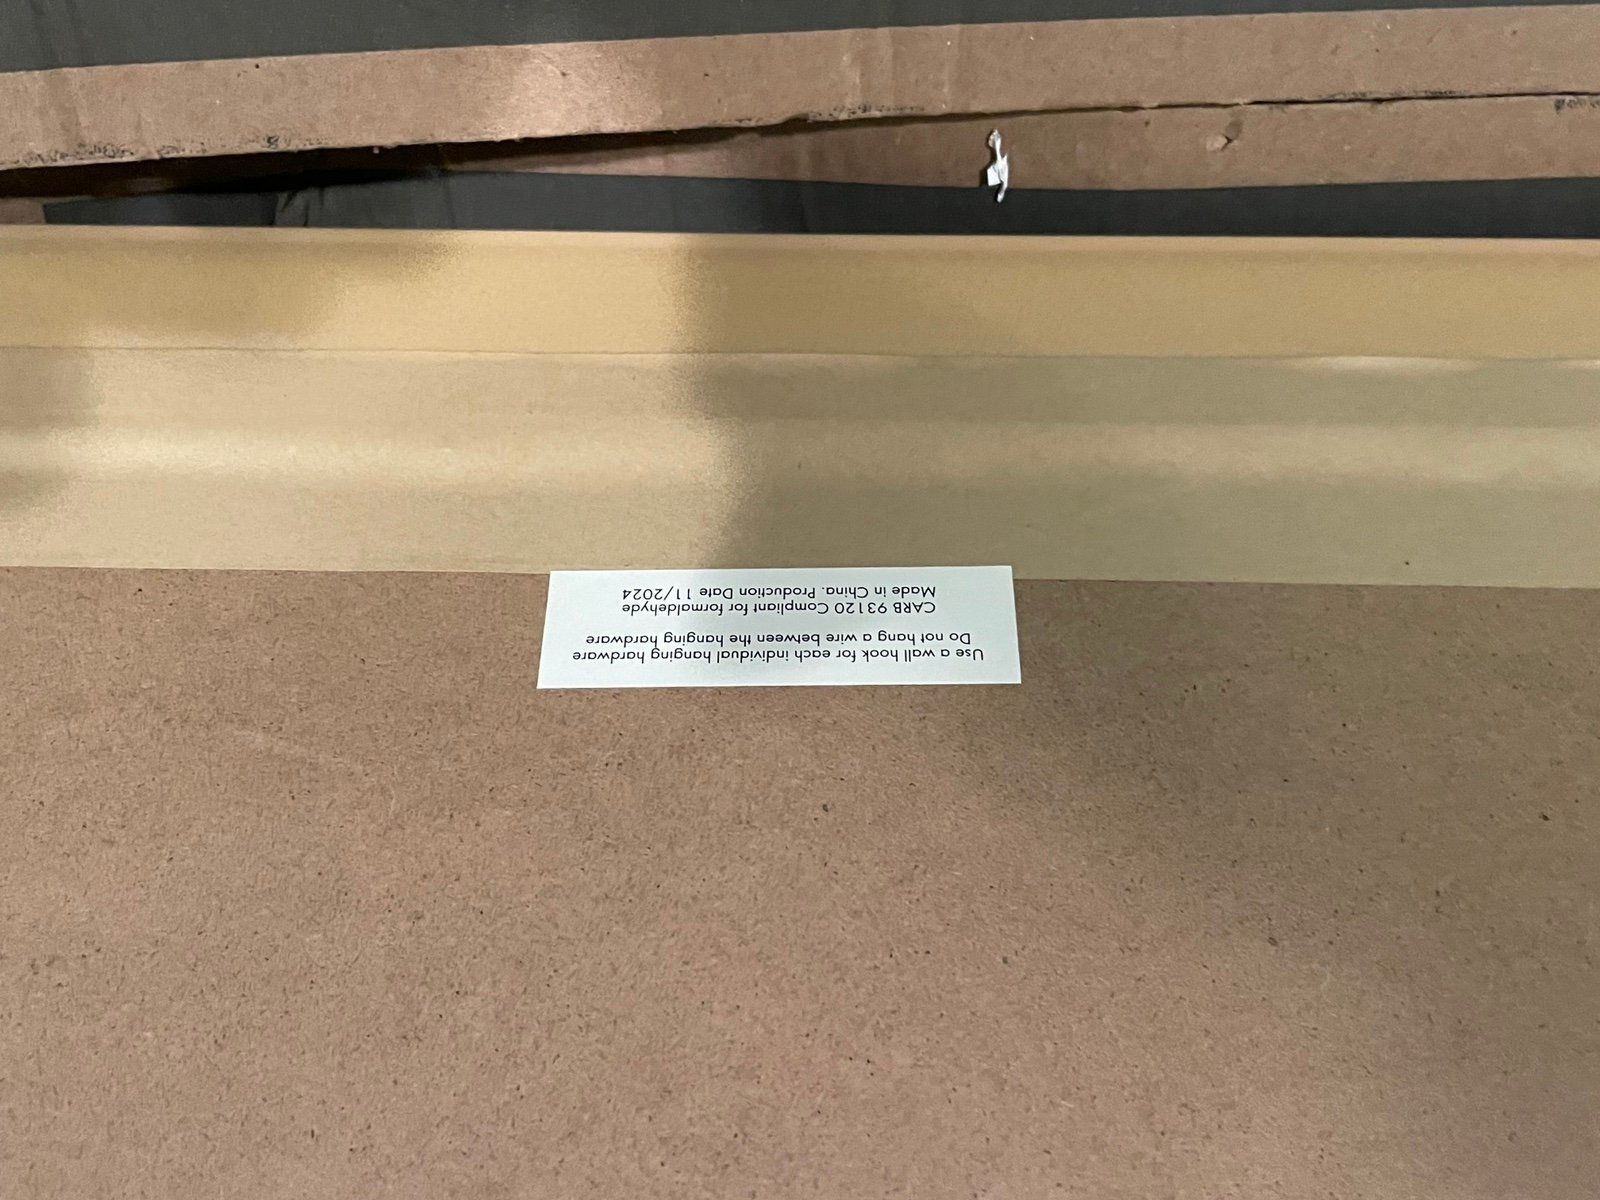 Use a wall hook for each individual hanging hardware
Do not hang a wire between the hanging hardware
CARB 93120 Compliant for formaldehyde
Made in China. Production Date 11/2024